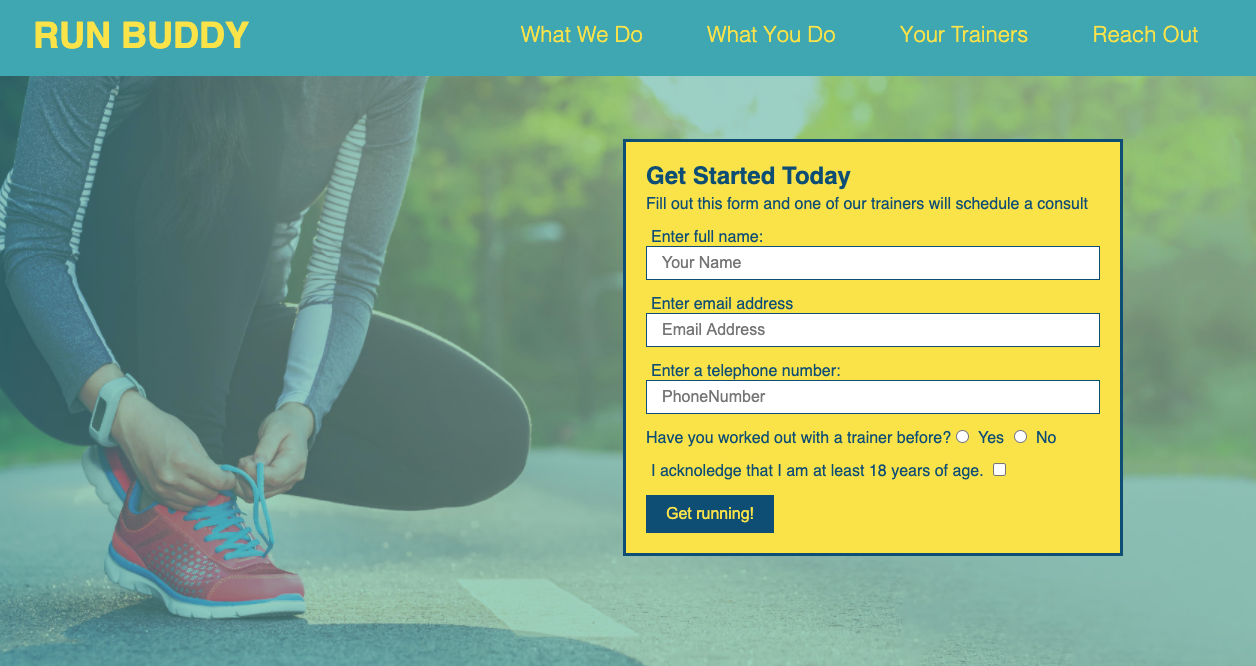 RUN BUDDY
What We Do
What You Do
Your Trainers
Reach Out
Get Started Today
Fill out this form and one of our trainers will schedule a consult
Enter full name:
Your Name
Enter email address
Email Address
Enter a telephone number:
PhoneNumber
Have you worked out with a trainer before? Yes No
I acknoledge that I am at least 18 years of age.
Get running!